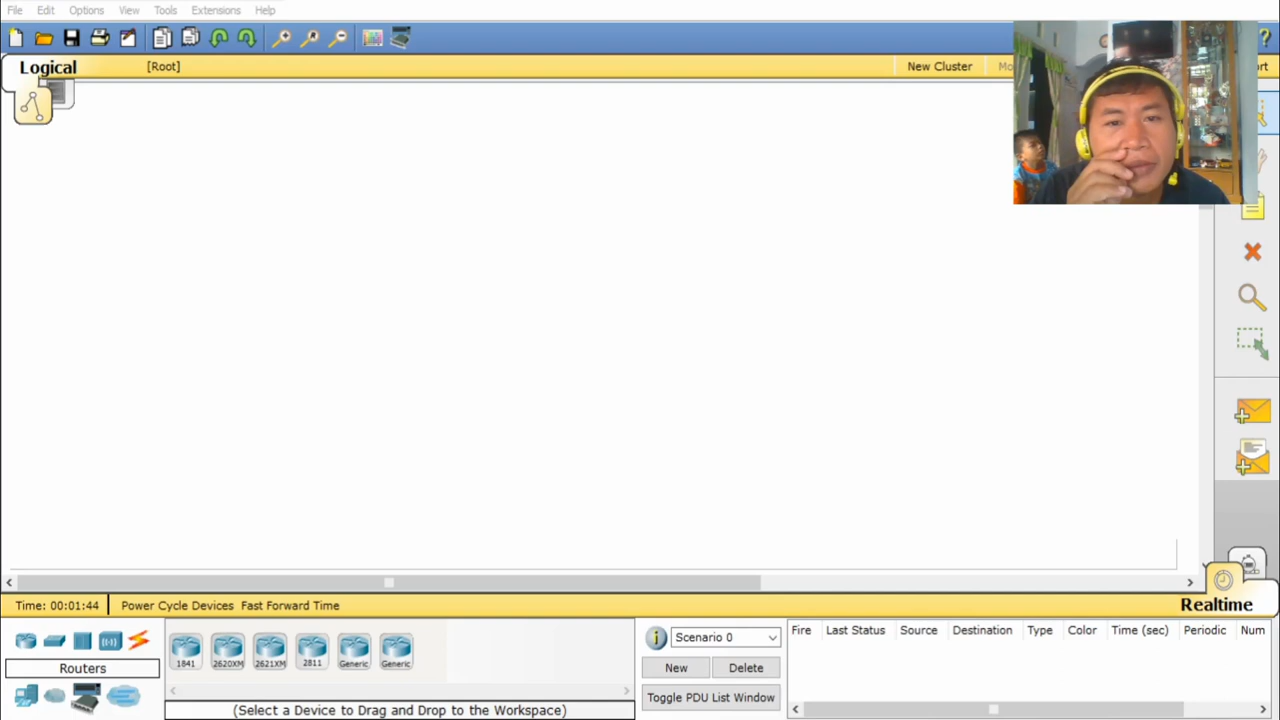 File Edit Options View Tools Extensions Help
Logical [Root] New Cluster
Time: 00:01:44 Power Cycle Devices Fast Forward Time
Realtime
Routers
1841 2620XM 2621XM 2811 Generic Generic
(Select a Device to Drag and Drop to the Workspace)
Scenario 0
New Delete
Toggle PDU List Window
Fire Last Status Source Destination Type Color Time (sec) Periodic Num